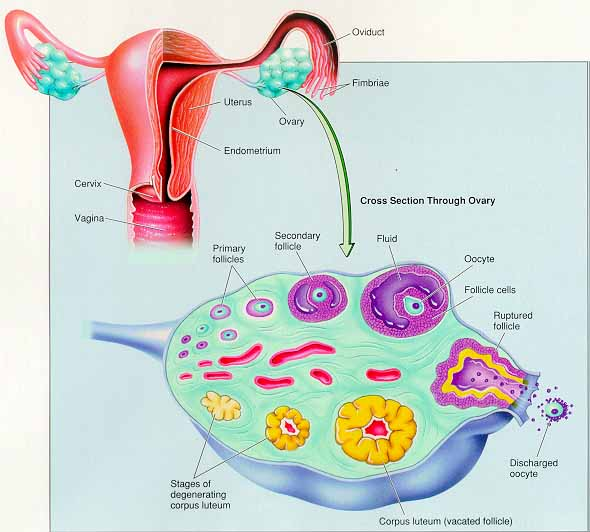 Oviduct
Fimbriae
Uterus
Ovary
Endometrium
Cervix
Vagina
Cross Section Through Ovary
Primary
follicles
Secondary
follicle
Fluid
Oocyte
Follicle cells
Ruptured
follicle
Discharged
oocyte
Stages of
degenerating
corpus luteum
Corpus luteum (vacated follicle)